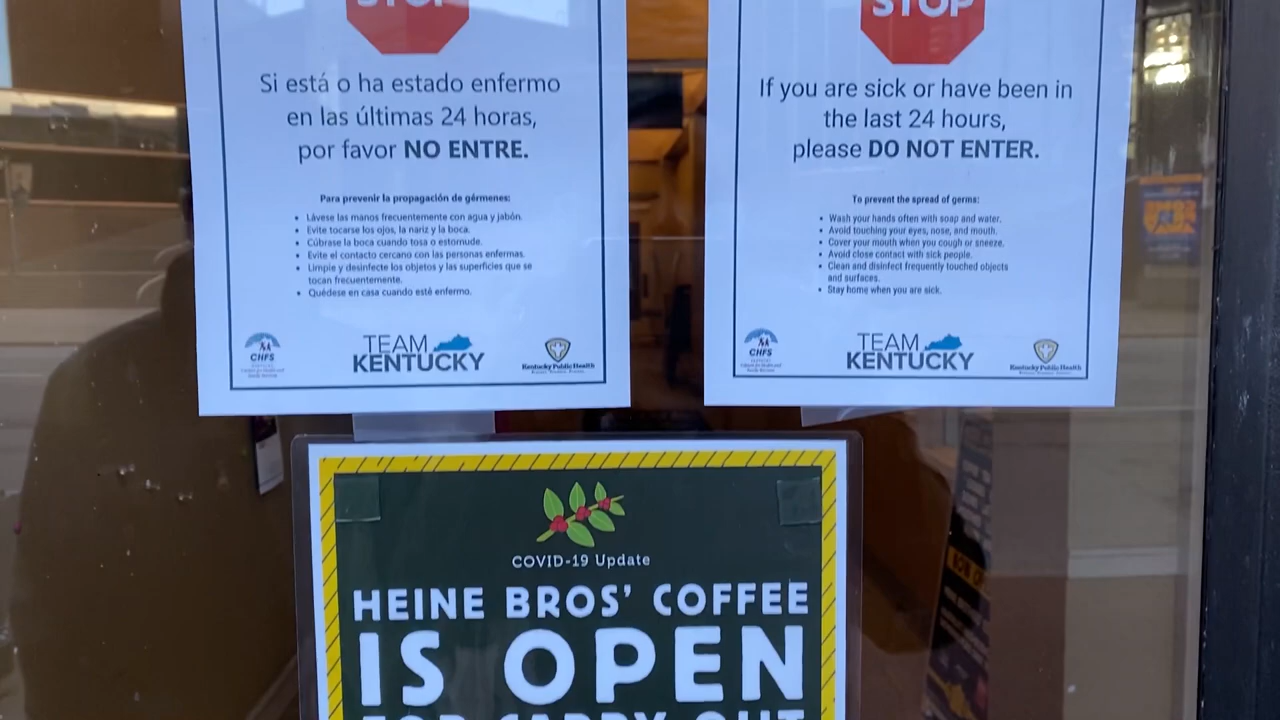 STOP
Si está o ha estado enfermo
en las últimas 24 horas,
por favor NO ENTRE.
Para prevenir la propagación de gérmenes:
• Lávese las manos frecuentemente con agua y jabón.
• Evite tocarse los ojos, la nariz y la boca.
• Cúbrase la boca cuando tosa o estornude.
• Evite el contacto cercano con las personas enfermas.
• Limpie y desinfecte los objetos y las superficies que se
tocan frecuentemente.
• Quédese en casa cuando esté enfermo.
CHFS
TEAM
KENTUCKY
Kentucky Public Health
STOP
If you are sick or have been in
the last 24 hours,
please DO NOT ENTER.
To prevent the spread of germs:
• Wash your hands often with soap and water.
• Avoid touching your eyes, nose, and mouth.
• Cover your mouth when you cough or sneeze.
• Avoid close contact with sick people.
• Clean and disinfect frequently touched objects
and surfaces.
• Stay home when you are sick.
CHFS
TEAM
KENTUCKY
Kentucky Public Health
COVID-19 Update
HEINE BROS' COFFEE
IS OPEN
FOR CARRY OUT